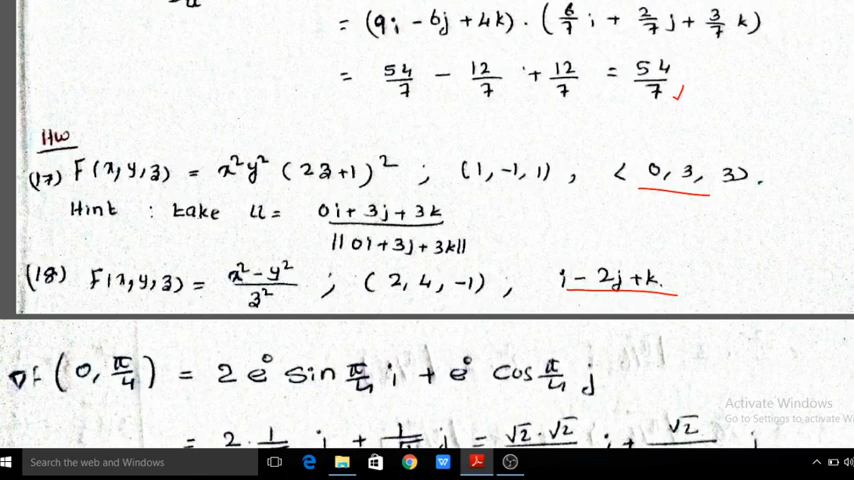 = (9i - 6j + 4k) . (6/7 i + 2/7 j + 3/7 k)
= 54/7 - 12/7 + 12/7 = 54/7 ✓
HW
(17) F(x,y,z) = x²y² (2z+1)² ; (1,-1,1), < 0, 3, 3>.
Hint : take u = 0i + 3j + 3k / ||0i + 3j + 3k||
(18) F(x,y,z) = x² - y² / z² ; (2, 4, -1), i - 2j + k.
∇f (0, π/4) = 2 e⁰ sin π/4 i + e⁰ cos π/4 j
Activate Windows
Go to Settings to activate W
= 2 . 1 i + 1 j = √2 . √2 i + √2 j
Search the web and Windows